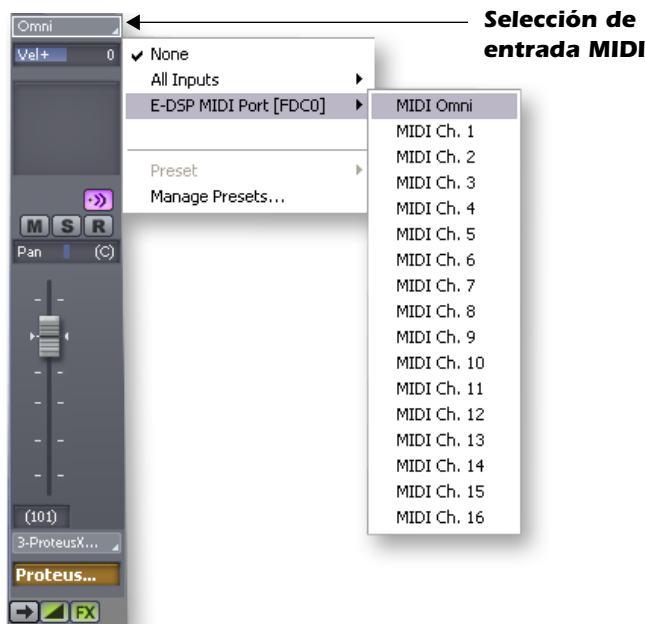 Selección de
entrada MIDI
Omni
Vel+ 0
✔ None
All Inputs
E-DSP MIDI Port [FDC0]
Preset
Manage Presets...
MIDI Omni
MIDI Ch. 1
MIDI Ch. 2
MIDI Ch. 3
MIDI Ch. 4
MIDI Ch. 5
MIDI Ch. 6
MIDI Ch. 7
MIDI Ch. 8
MIDI Ch. 9
MIDI Ch. 10
MIDI Ch. 11
MIDI Ch. 12
MIDI Ch. 13
MIDI Ch. 14
MIDI Ch. 15
MIDI Ch. 16
M S R
Pan (C)
(101)
3-ProteusX...
Proteus...
FX